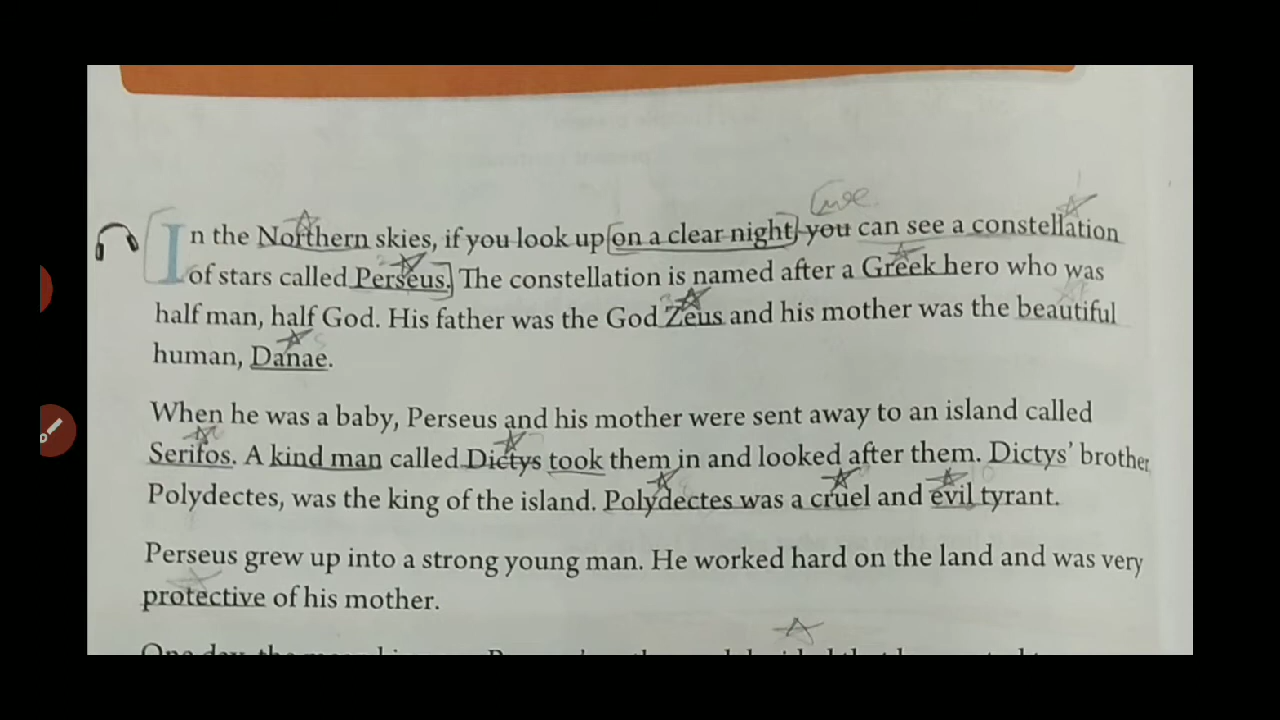 In the Northern skies, if you look up on a clear night, you can see a constellation
of stars called Perseus. The constellation is named after a Greek hero who was
half man, half God. His father was the God Zeus and his mother was the beautiful
human, Danae.
When he was a baby, Perseus and his mother were sent away to an island called
Serifos. A kind man called Dictys took them in and looked after them. Dictys' brother
Polydectes, was the king of the island. Polydectes was a cruel and evil tyrant.
Perseus grew up into a strong young man. He worked hard on the land and was very
protective of his mother.